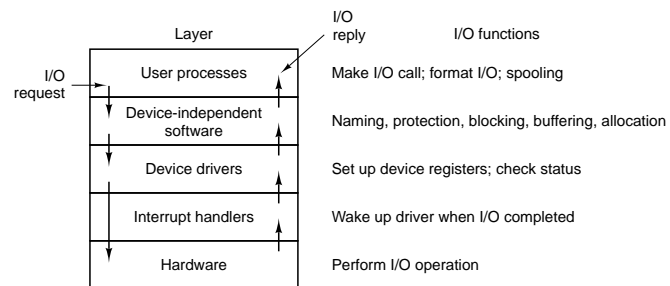 I/O
reply
Layer
I/O functions
I/O
request
User processes
Make I/O call; format I/O; spooling
Device-independent
software
Naming, protection, blocking, buffering, allocation
Device drivers
Set up device registers; check status
Interrupt handlers
Wake up driver when I/O completed
Hardware
Perform I/O operation